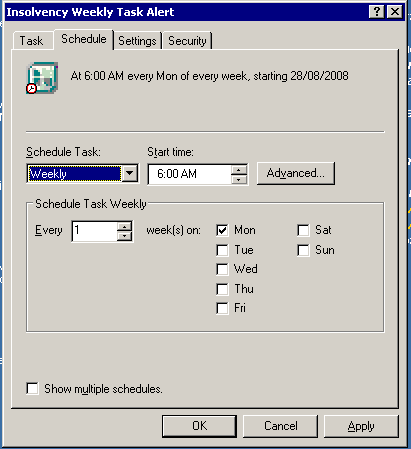 Insolvency Weekly Task Alert
Task Schedule Settings Security
At 6:00 AM every Mon of every week, starting 28/08/2008
Schedule Task: Start time:
Weekly 6:00 AM Advanced...
Schedule Task Weekly
Every 1 week(s) on: Mon Sat
Tue Sun
Wed
Thu
Fri
Show multiple schedules.
OK Cancel Apply